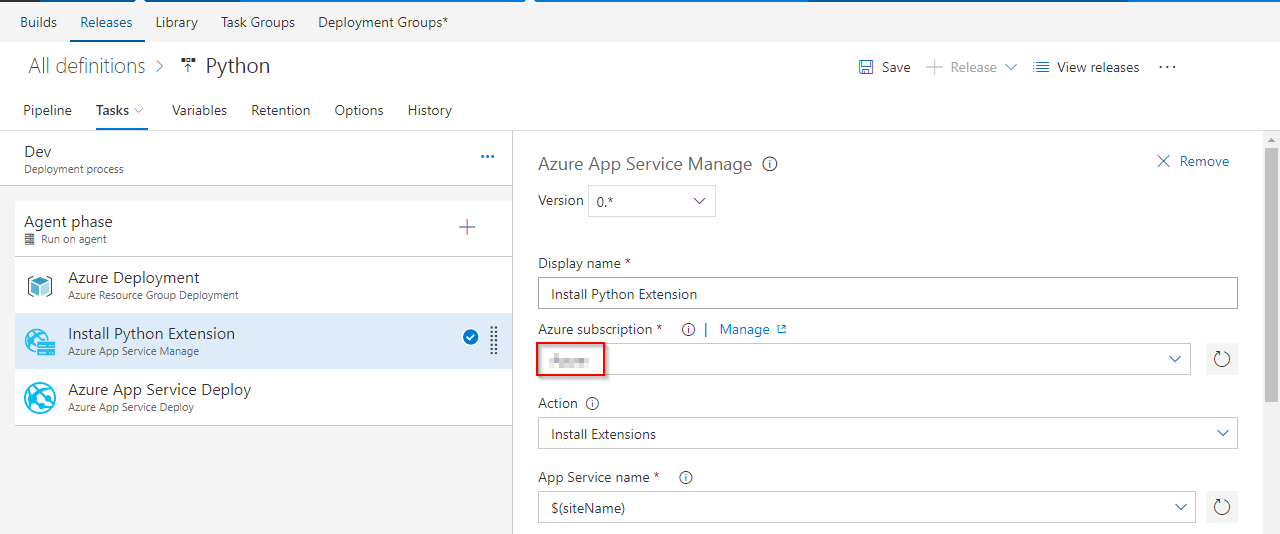 Builds Releases Library Task Groups Deployment Groups*
All definitions > Python
Save Release View releases ...
Pipeline Tasks Variables Retention Options History
Dev
Deployment process
Agent phase
Run on agent
Azure Deployment
Azure Resource Group Deployment
Install Python Extension
Azure App Service Manage
Azure App Service Deploy
Azure App Service Deploy
Azure App Service Manage
Remove
Version 0.*
Display name *
Install Python Extension
Azure subscription * | Manage
Action
Install Extensions
App Service name *
$(siteName)